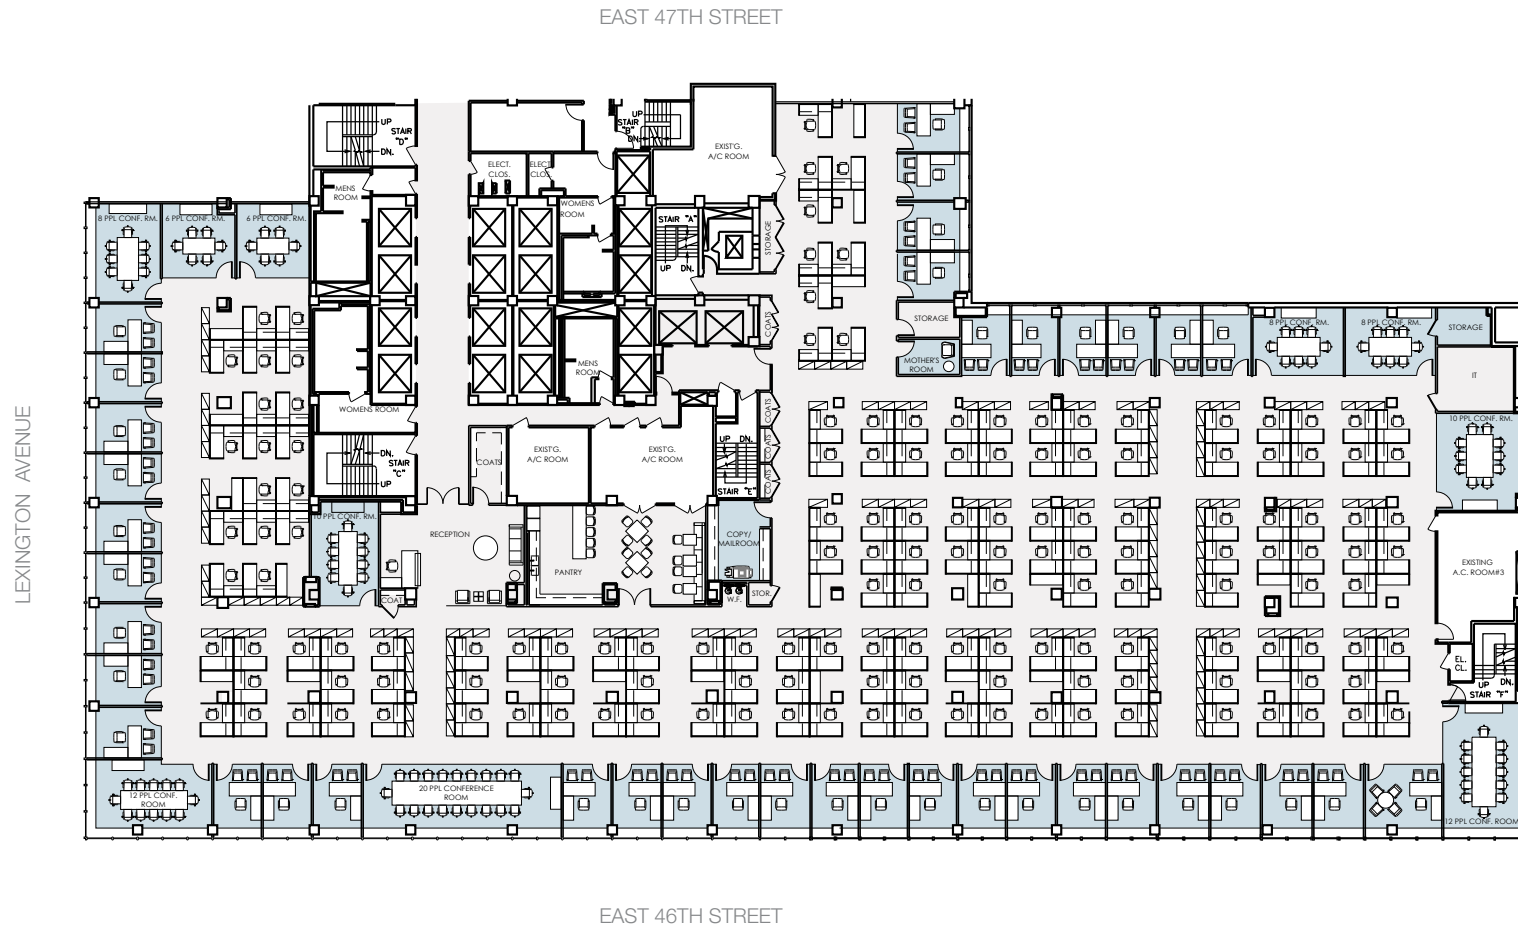 EAST 47TH STREET
LEXINGTON AVENUE
UP
STAIR
"D"
DN.
UP
STAIR
"B"
DN.
EXIST'G.
A/C ROOM
ELECT.
CLOS.
ELECT.
CLOS.
MENS
ROOM
WOMENS
ROOM
STAIR "A"
UP DN.
STORAGE
8 PPL CONF. RM.
6 PPL CONF. RM.
6 PPL CONF. RM.
COATS
STORAGE
MOTHER'S
ROOM
8 PPL CONF. RM.
8 PPL CONF. RM.
STORAGE
IT
MENS
ROOM
WOMENS ROOM
DN.
STAIR
"C"
UP
COATS
EXIST'G.
A/C ROOM
EXIST'G.
A/C ROOM
UP DN.
STAIR "E"
COATS
COATS
COATS
10 PPL CONF. RM.
10 PPL CONF. RM.
RECEPTION
PANTRY
COPY/
MAILROOM
W.F.
STOR.
COAT
EXISTING
A.C. ROOM#3
EL.
CL.
UP
DN.
STAIR "F"
12 PPL CONF.
ROOM
20 PPL CONFERENCE
ROOM
12 PPL CONF. ROOM
EAST 46TH STREET